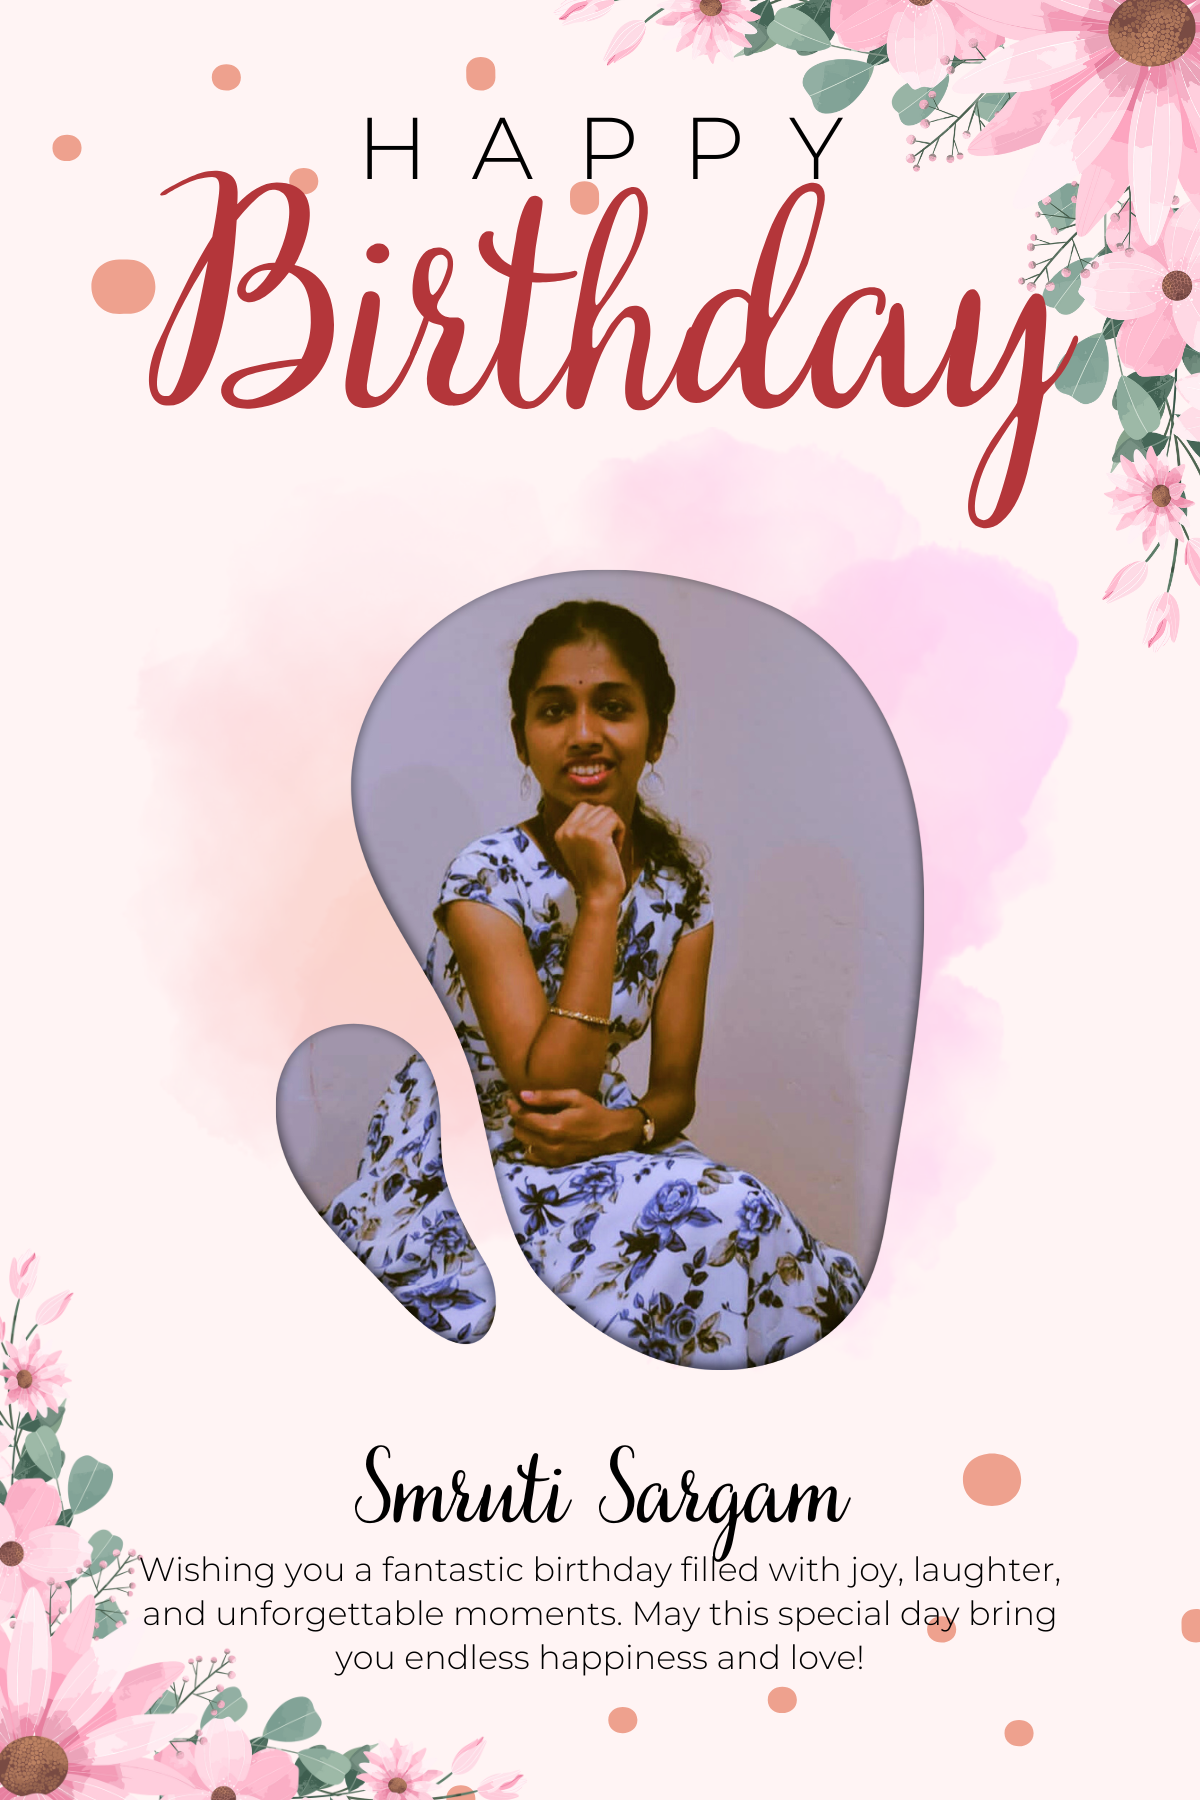 HAPPY
Birthday
Smruti Sargam
Wishing you a fantastic birthday filled with joy, laughter,
and unforgettable moments. May this special day bring
you endless happiness and love!